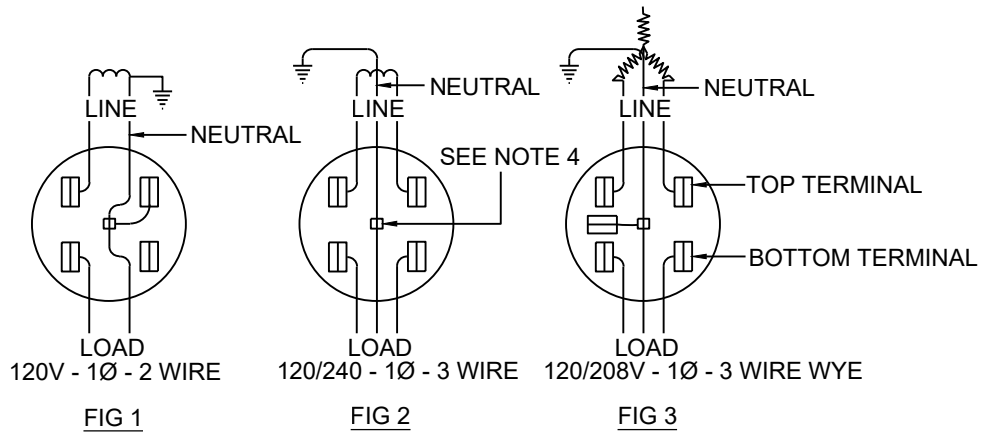 NEUTRAL
NEUTRAL
LINE
LINE
LINE
NEUTRAL
SEE NOTE 4
TOP TERMINAL
BOTTOM TERMINAL
LOAD
120V - 1Ø - 2 WIRE
LOAD
120/240 - 1Ø - 3 WIRE
LOAD
120/208V - 1Ø - 3 WIRE WYE
FIG 1
FIG 2
FIG 3